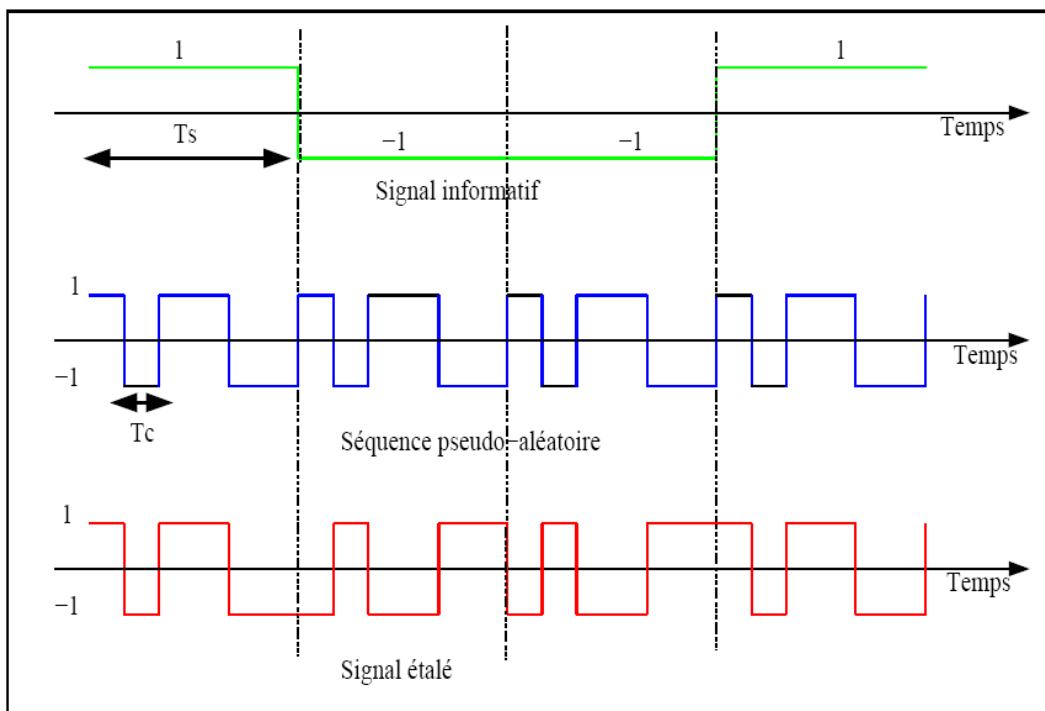 1
1
Temps
Ts
−1
−1
Signal informatif
1
Temps
−1
Tc
Séquence pseudo−aléatoire
1
Temps
−1
Signal étalé